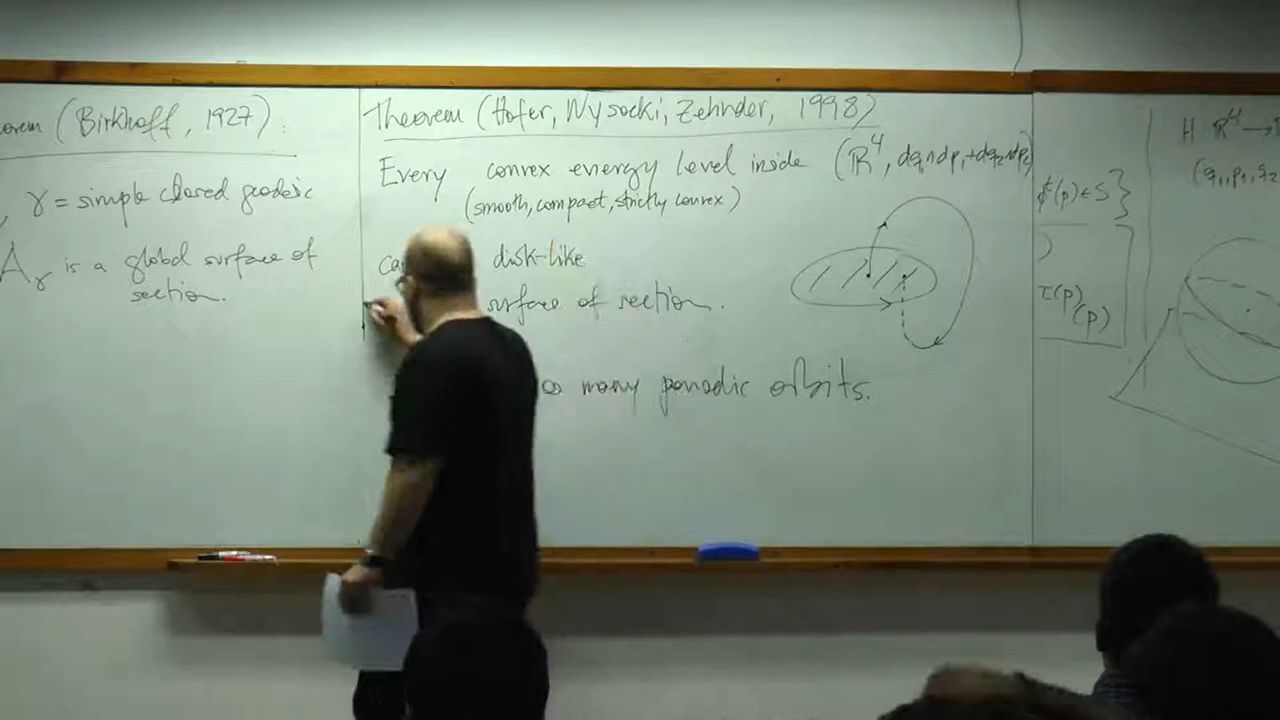 (Birkhoff, 1927).
γ = simple closed geodesic
A_γ is a global surface of
section.
Theorem (Hofer, Wysocki, Zehnder, 1998)
Every convex energy level inside (ℝ⁴, dq₁∧dp₁+dq₂∧dp₂)
(smooth, compact, strictly convex)
disk-like
surface of section.
∞ many periodic orbits.
(p) ∈ S}
)
τ(p)
(p)
H ℝ⁴ →
(q₁,p₁,q₂